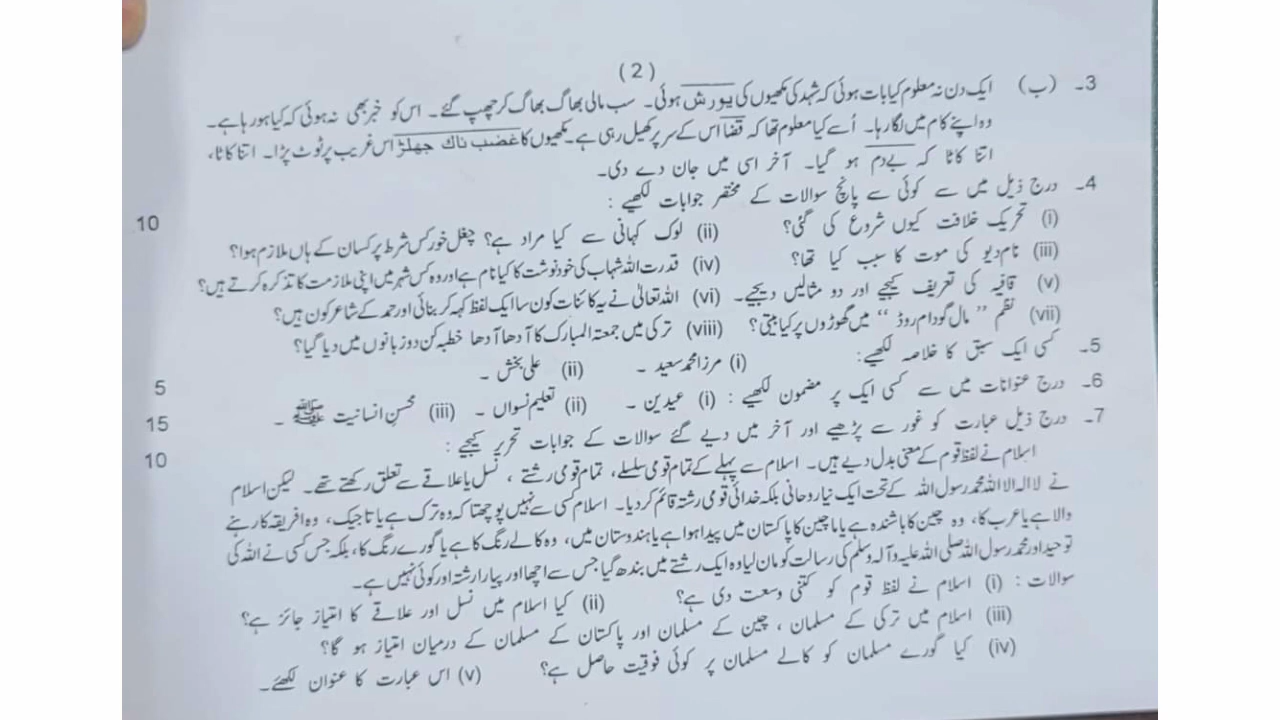 (2)
3۔ (ب) ایک دن نہ معلوم کیا بات ہوئی کہ شہد کی مکھیوں کی یورش ہوئی۔ سب مالی بھاگ بھاگ کر چھپ گئے۔ اس کو خبر بھی نہ ہوئی کہ کیا ہو رہا ہے۔
وہ اپنے کام میں لگا رہا۔ اُسے کیا معلوم تھا کہ قضا اس کے سر پر کھیل رہی ہے۔ مکھیوں کا غضب ناک جھلڑ اس غریب پر ٹوٹ پڑا۔ اتنا کاٹا،
اتنا کاٹا کہ بے دم ہو گیا۔ آخر اسی میں جان دے دی۔
4۔ درج ذیل میں سے کوئی سے پانچ سوالات کے مختصر جوابات لکھیے : 10
(i) تحریک خلافت کیوں شروع کی گئی؟ (ii) لوک کہانی سے کیا مراد ہے؟ چغل خور کس شرط پر کسان کے ہاں ملازم ہوا؟
(iii) نام دیو کی موت کا سبب کیا تھا؟ (iv) قدرت اللہ شہاب کی خود نوشت کا کیا نام ہے اور وہ کس شہر میں اپنی ملازمت کا تذکرہ کرتے ہیں؟
(v) قافیہ کی تعریف کیجیے اور دو مثالیں دیجیے۔ (vi) اللہ تعالیٰ نے یہ کائنات کون سا ایک لفظ کہہ کر بنائی اور حمد کے شاعر کون ہیں؟
(vii) نظم "مال گودام روڈ" میں گھوڑوں پر کیا بیتی؟ (viii) ترکی میں جمعتہ المبارک کا آدھا آدھا خطبہ کن دو زبانوں میں دیا گیا؟
5۔ کسی ایک سبق کا خلاصہ لکھیے: (i) مرزا محمد سعید ۔ (ii) علی بخش ۔ 5
6۔ درج عنوانات میں سے کسی ایک پر مضمون لکھیے : (i) عیدین ۔ (ii) تعلیم نسواں ۔ (iii) محسنِ انسانیت ﷺ ۔ 15
7۔ درج ذیل عبارت کو غور سے پڑھیے اور آخر میں دیے گئے سوالات کے جوابات تحریر کیجیے : 10
اسلام نے لفظ قوم کے معنی بدل دیے ہیں۔ اسلام سے پہلے کے تمام قومی سلسلے، تمام قومی رشتے ، نسل یا علاقے سے تعلق رکھتے تھے۔ لیکن اسلام
نے لا الہ الا اللہ محمد رسول اللہ کے تحت ایک نیا روحانی بلکہ خدائی قومی رشتہ قائم کر دیا۔ اسلام کسی سے نہیں پوچھتا کہ وہ ترک ہے یا تاجیک، وہ افریقہ کا رہنے
والا ہے یا عرب کا، وہ چین کا باشندہ ہے یا ماچین کا پاکستان میں پیدا ہوا ہے یا ہندوستان میں، وہ کالے رنگ کا ہے یا گورے رنگ کا، بلکہ جس کسی نے اللہ کی
توحید اور محمد رسول اللہ صلی اللہ علیہ و آلہ وسلم کی رسالت کو مان لیا وہ ایک رشتے میں بندھ گیا جس سے اچھا اور پیارا رشتہ اور کوئی نہیں ہے۔
سوالات : (i) اسلام نے لفظ قوم کو کتنی وسعت دی ہے؟ (ii) کیا اسلام میں نسل اور علاقے کا امتیاز جائز ہے؟
(iii) اسلام میں ترکی کے مسلمان ، چین کے مسلمان اور پاکستان کے مسلمان کے درمیان امتیاز ہو گا؟
(iv) کیا گورے مسلمان کو کالے مسلمان پر کوئی فوقیت حاصل ہے؟ (v) اس عبارت کا عنوان لکھئے۔